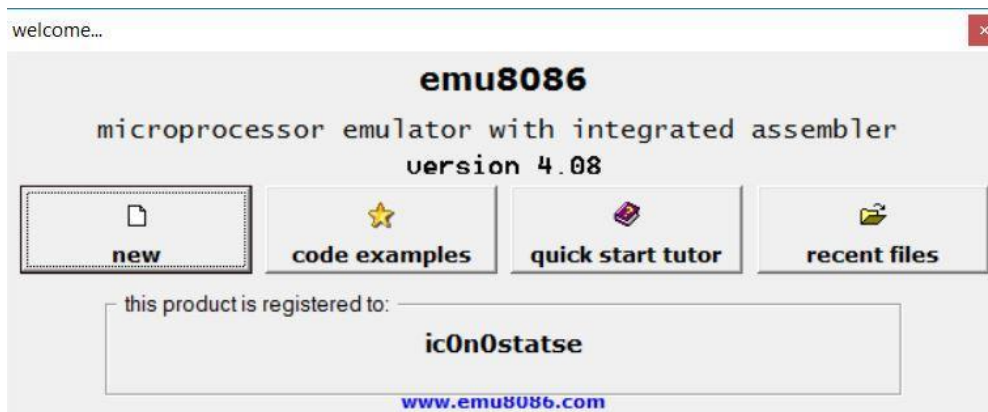 welcome...
emu8086
microprocessor emulator with integrated assembler
version 4.08
new code examples quick start tutor recent files
this product is registered to:
ic0n0statse
www.emu8086.com